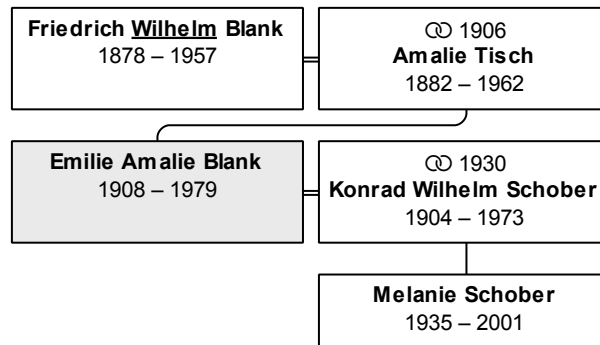 Friedrich Wilhelm Blank
1878 – 1957
⚭ 1906
Amalie Tisch
1882 – 1962
Emilie Amalie Blank
1908 – 1979
⚭ 1930
Konrad Wilhelm Schober
1904 – 1973
Melanie Schober
1935 – 2001